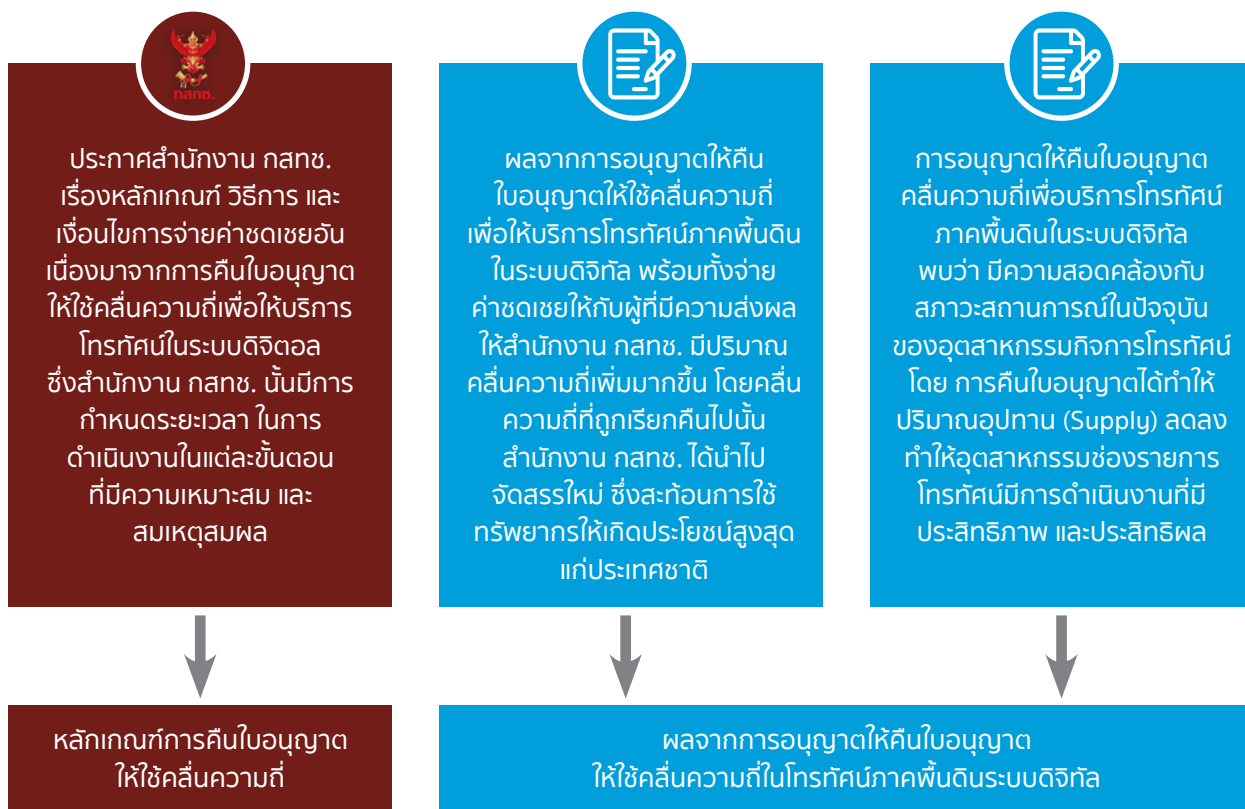 กสทช.
ประกาศสำนักงาน กสทช.
เรื่องหลักเกณฑ์ วิธีการ และ
เงื่อนไขการจ่ายค่าชดเชยอัน
เนื่องมาจากการคืนใบอนุญาต
ให้ใช้คลื่นความถี่เพื่อให้บริการ
โทรทัศน์ในระบบดิจิตอล
ซึ่งสำนักงาน กสทช. นั้นมีการ
กำหนดระยะเวลา ในการ
ดำเนินงานในแต่ละขั้นตอน
ที่มีความเหมาะสม และ
สมเหตุสมผล
ผลจากการอนุญาตให้คืน
ใบอนุญาตให้ใช้คลื่นความถี่
เพื่อให้บริการโทรทัศน์ภาคพื้นดิน
ในระบบดิจิทัล พร้อมทั้งจ่าย
ค่าชดเชยให้กับผู้ที่มีความส่งผล
ให้สำนักงาน กสทช. มีปริมาณ
คลื่นความถี่เพิ่มมากขึ้น โดยคลื่น
ความถี่ที่ถูกเรียกคืนไปนั้น
สำนักงาน กสทช. ได้นำไป
จัดสรรใหม่ ซึ่งสะท้อนการใช้
ทรัพยากรให้เกิดประโยชน์สูงสุด
แก่ประเทศชาติ
การอนุญาตให้คืนใบอนุญาต
คลื่นความถี่เพื่อบริการโทรทัศน์
ภาคพื้นดินในระบบดิจิทัล
พบว่า มีความสอดคล้องกับ
สภาวะสถานการณ์ในปัจจุบัน
ของอุตสาหกรรมกิจการโทรทัศน์
โดย การคืนใบอนุญาตได้ทำให้
ปริมาณอุปทาน (Supply) ลดลง
ทำให้อุตสาหกรรมช่องรายการ
โทรทัศน์มีการดำเนินงานที่มี
ประสิทธิภาพ และประสิทธิผล
หลักเกณฑ์การคืนใบอนุญาต
ให้ใช้คลื่นความถี่
ผลจากการอนุญาตให้คืนใบอนุญาต
ให้ใช้คลื่นความถี่ในโทรทัศน์ภาคพื้นดินระบบดิจิทัล